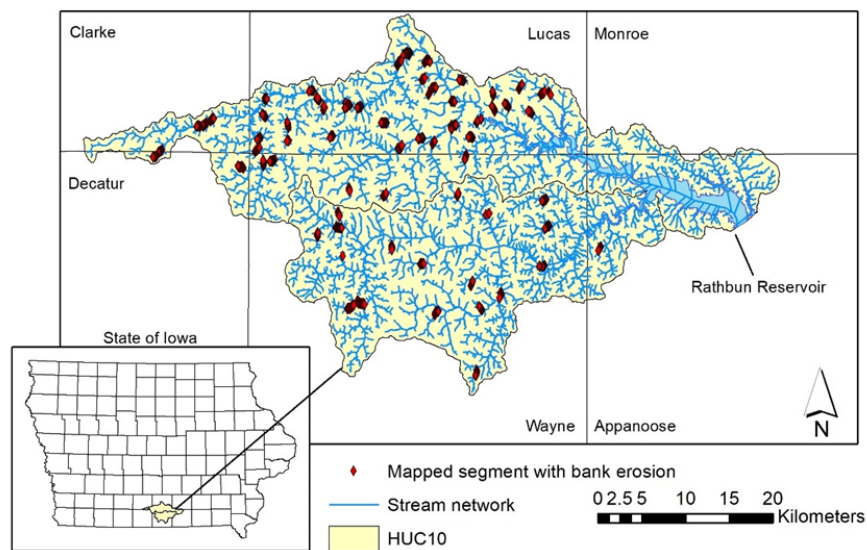 Clarke
Lucas
Monroe
Decatur
Rathbun Reservoir
State of Iowa
Wayne
Appanoose
N
Mapped segment with bank erosion
Stream network
HUC10
0 2.5 5 10 15 20
Kilometers